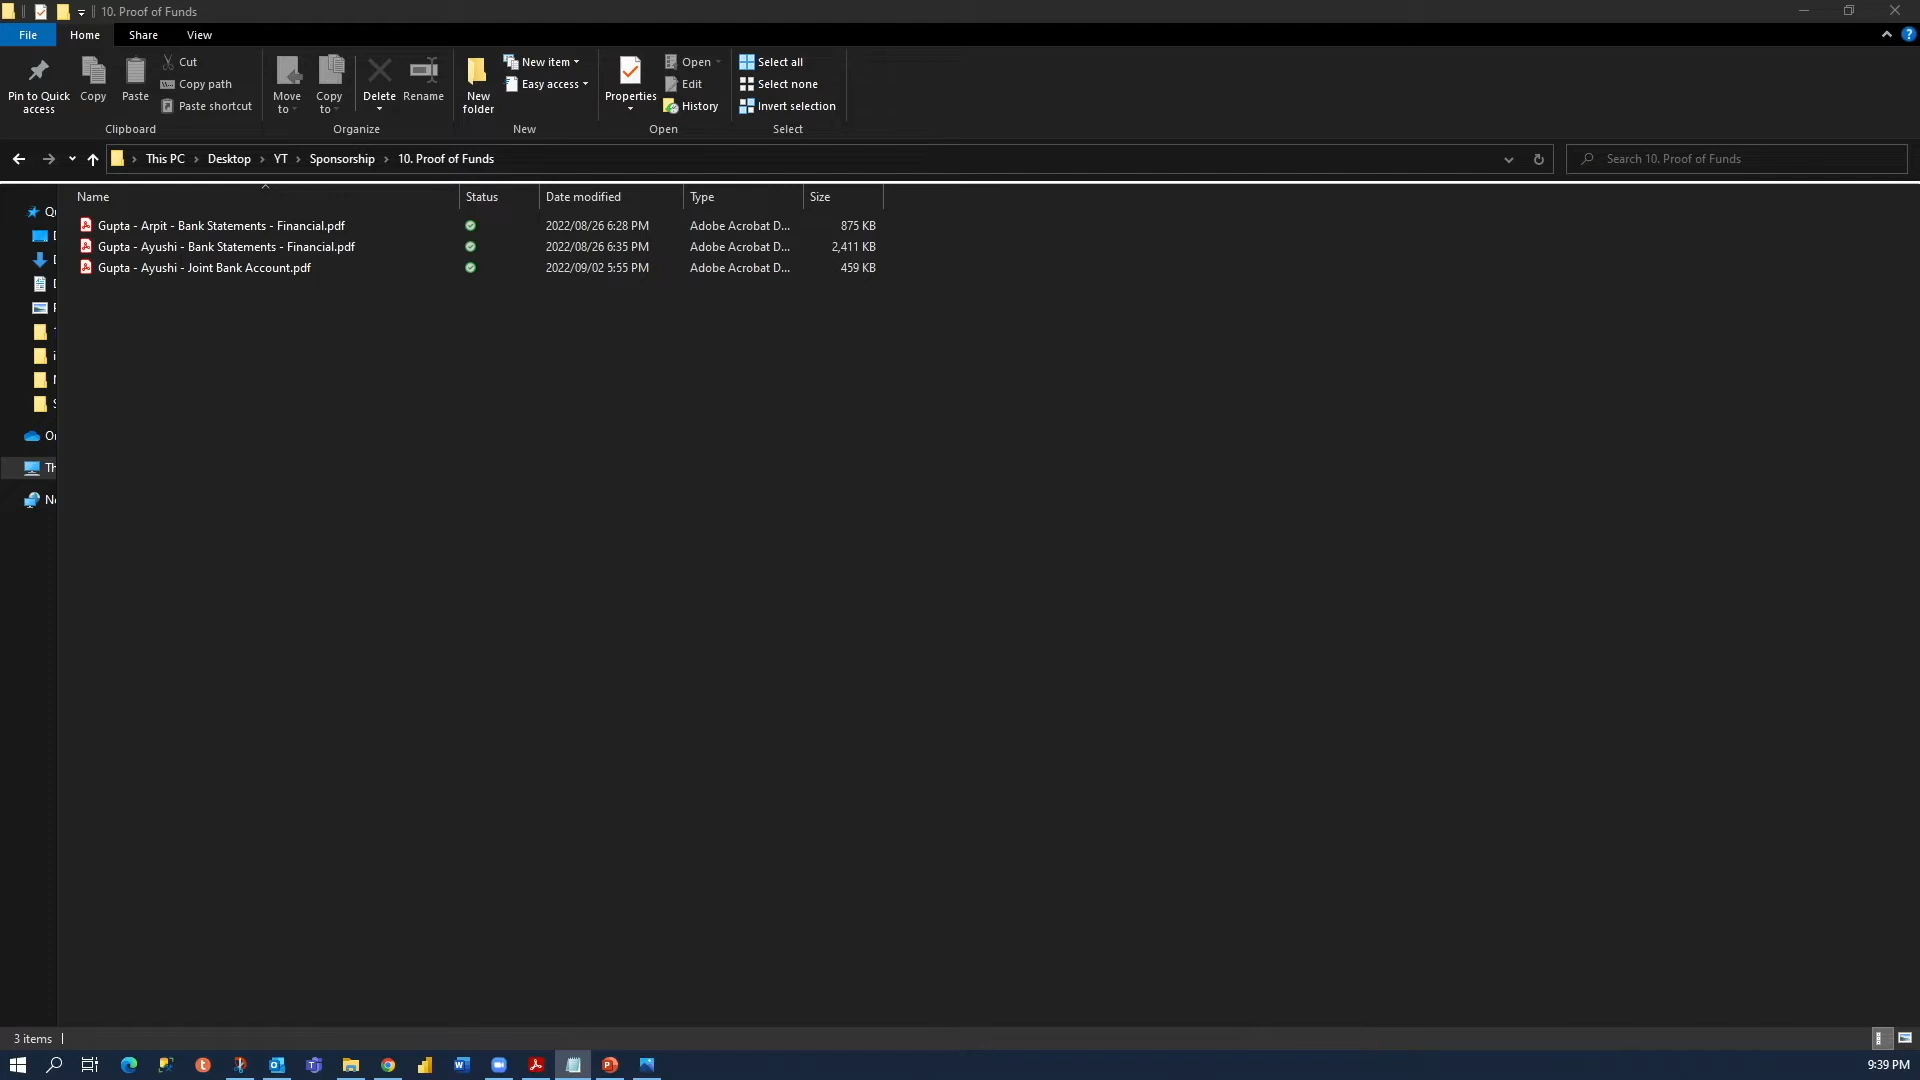 10. Proof of Funds
File Home Share View
Pin to Quick access
Copy
Paste
Cut
Copy path
Paste shortcut
Clipboard
Move to
Copy to
Delete
Rename
Organize
New folder
New item
Easy access
New
Properties
Open
Edit
History
Open
Select all
Select none
Invert selection
Select
This PC › Desktop › YT › Sponsorship › 10. Proof of Funds
Search 10. Proof of Funds
Name Status Date modified Type Size
Gupta - Arpit - Bank Statements - Financial.pdf 2022/08/26 6:28 PM Adobe Acrobat D... 875 KB
Gupta - Ayushi - Bank Statements - Financial.pdf 2022/08/26 6:35 PM Adobe Acrobat D... 2,411 KB
Gupta - Ayushi - Joint Bank Account.pdf 2022/09/02 5:55 PM Adobe Acrobat D... 459 KB
3 items
9:39 PM